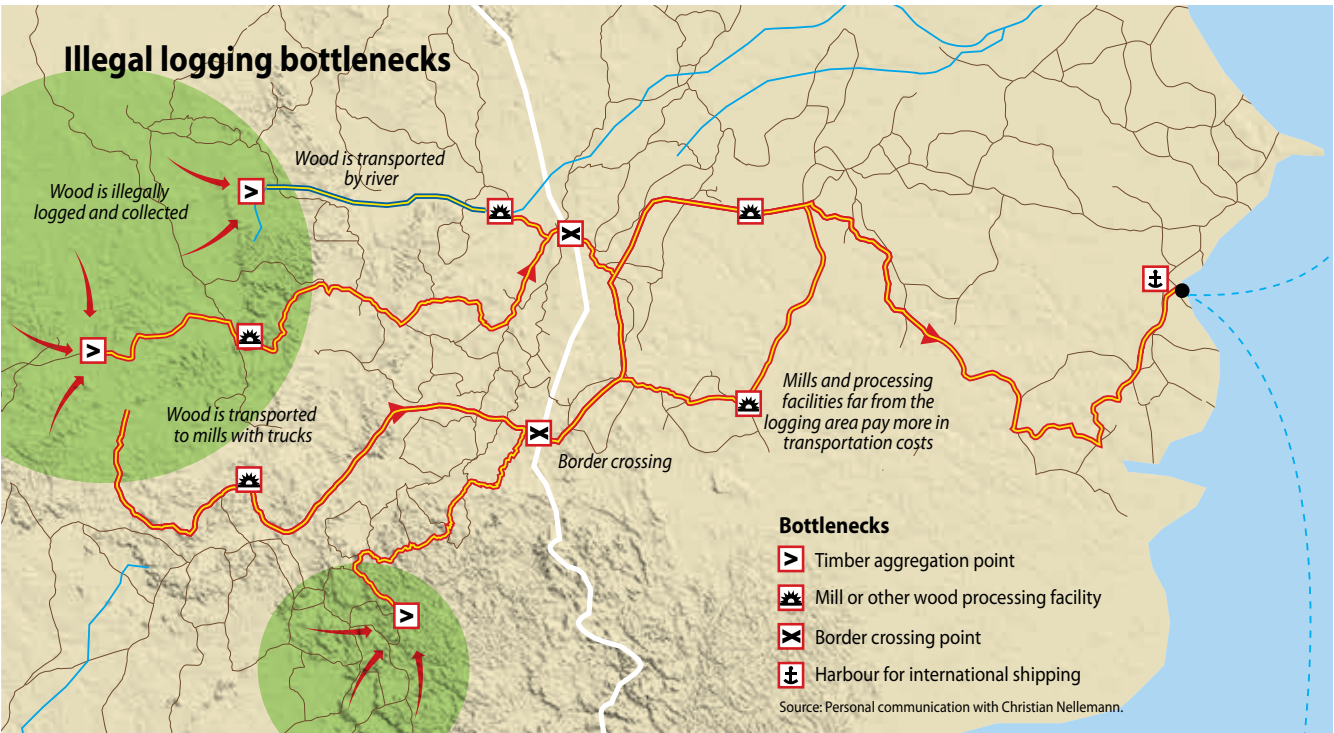 Illegal logging bottlenecks
Wood is transported
by river
Wood is illegally
logged and collected
Wood is transported
to mills with trucks
Mills and processing
facilities far from the
logging area pay more in
transportation costs
Border crossing
Bottlenecks
Timber aggregation point
Mill or other wood processing facility
Border crossing point
Harbour for international shipping
Source: Personal communication with Christian Nellemann.